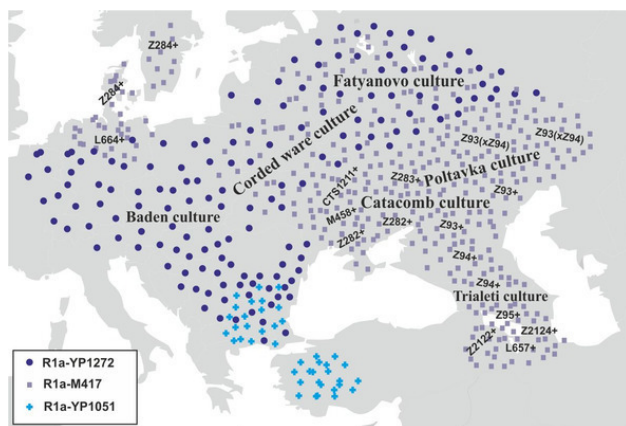 Z284+
Fatyanovo culture
Z284+
L664+
Corded ware culture
Z93(xZ94)
Z93(xZ94)
CTS1211+
Z283+
Poltavka culture
Z93+
M458+
Catacomb culture
Baden culture
Z282+
Z282+
Z93+
Z94+
Z94+
Trialeti culture
Z95+
Z2124+
Z2122+
L657+
R1a-YP1272
R1a-M417
R1a-YP1051